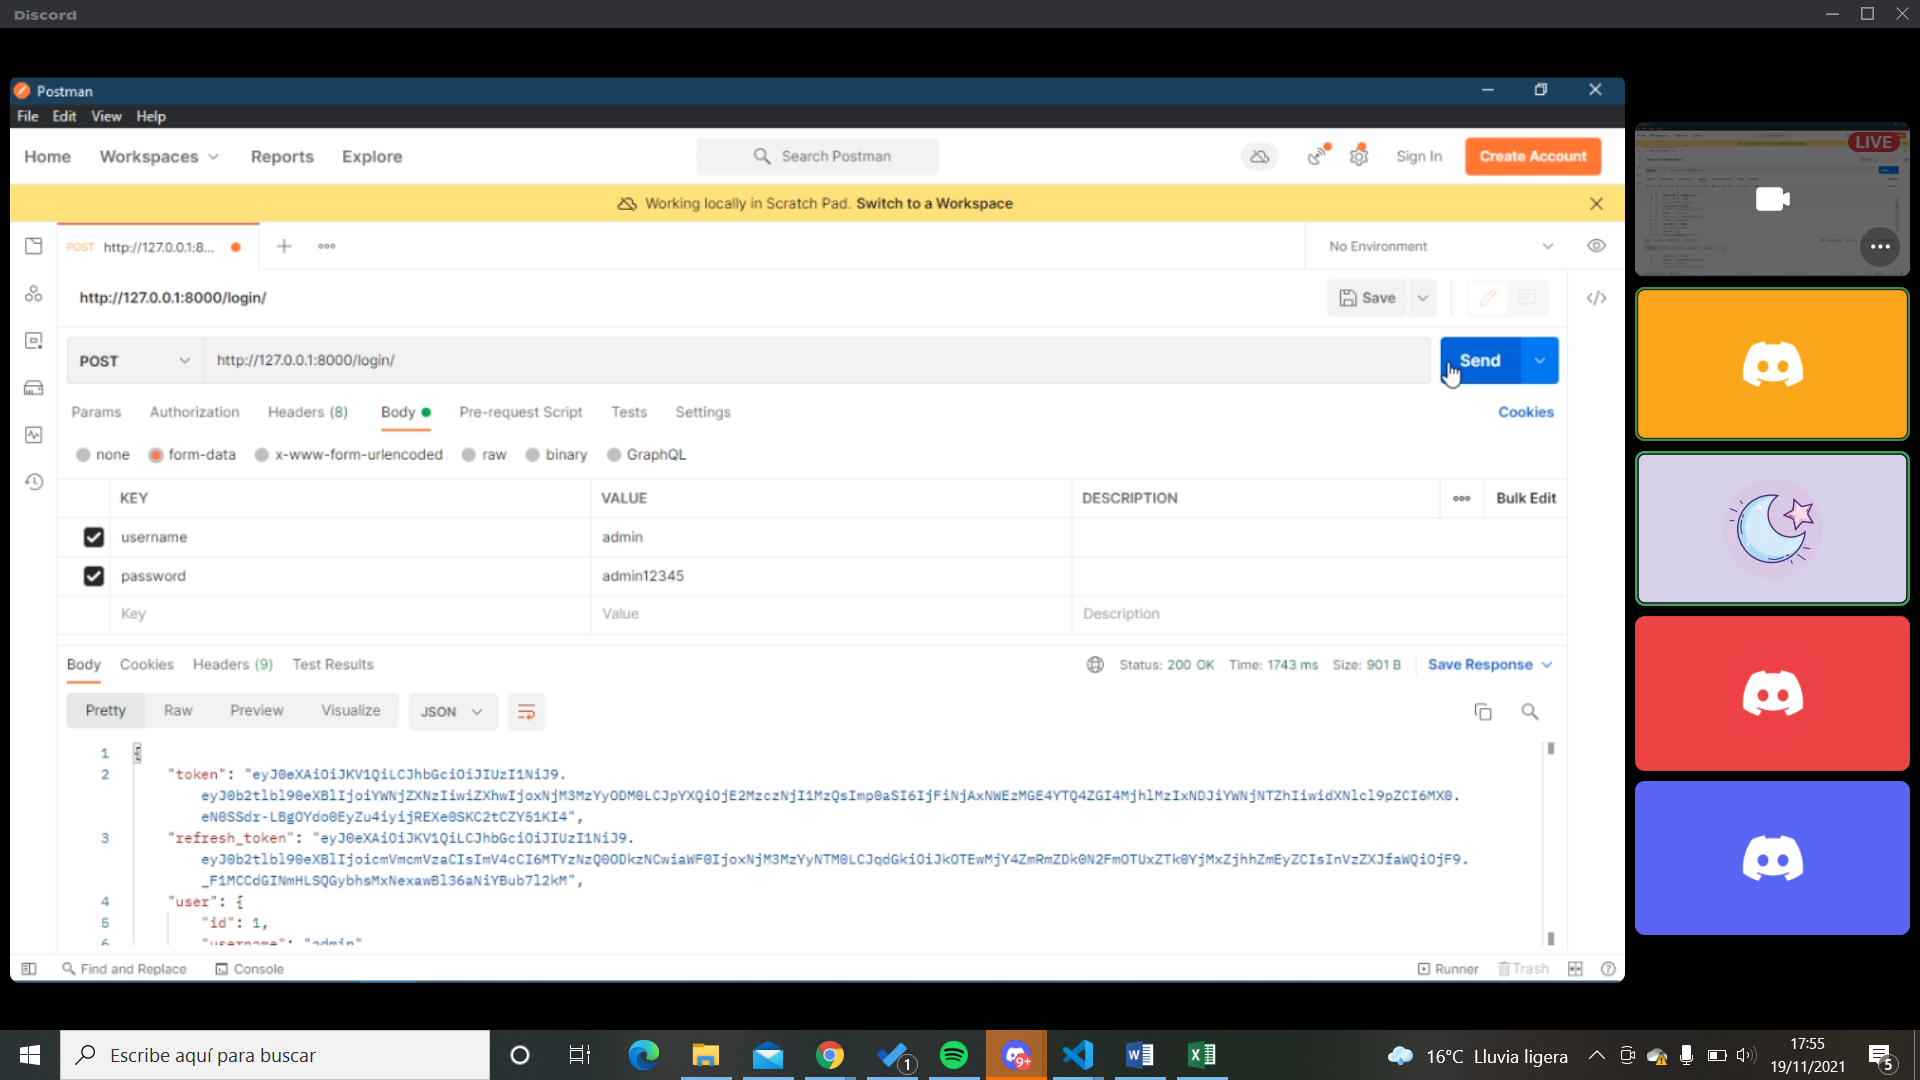 Discord
Postman
File Edit View Help
Home Workspaces Reports Explore Search Postman Sign In Create Account
LIVE
Working locally in Scratch Pad. Switch to a Workspace
POST http://127.0.0.1:8... No Environment
http://127.0.0.1:8000/login/ Save
POST http://127.0.0.1:8000/login/ Send
Params Authorization Headers (8) Body Pre-request Script Tests Settings Cookies
none form-data x-www-form-urlencoded raw binary GraphQL
KEY VALUE DESCRIPTION Bulk Edit
username admin
password admin12345
Key Value Description
Body Cookies Headers (9) Test Results Status: 200 OK Time: 1743 ms Size: 901 B Save Response
Pretty Raw Preview Visualize JSON
1 {
2 "token": "eyJ0eXAiOiJKV1QiLCJhbGciOiJIUzI1NiJ9.
3 "refresh_token": "eyJ0eXAiOiJKV1QiLCJhbGciOiJIUzI1NiJ9.
4 "user": {
5 "id": 1,
6 "username": "admin"
Find and Replace Console Runner Trash
Escribe aquí para buscar 1 9+ 16°C Lluvia ligera 17:55
19/11/2021 5